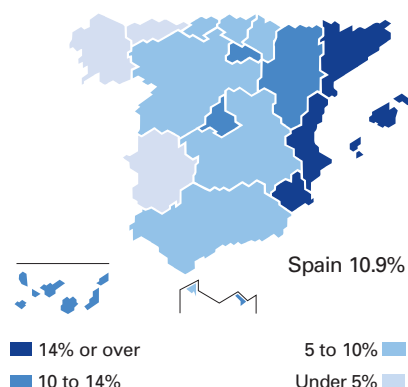 Spain 10.9%
14% or over
5 to 10%
10 to 14%
Under 5%